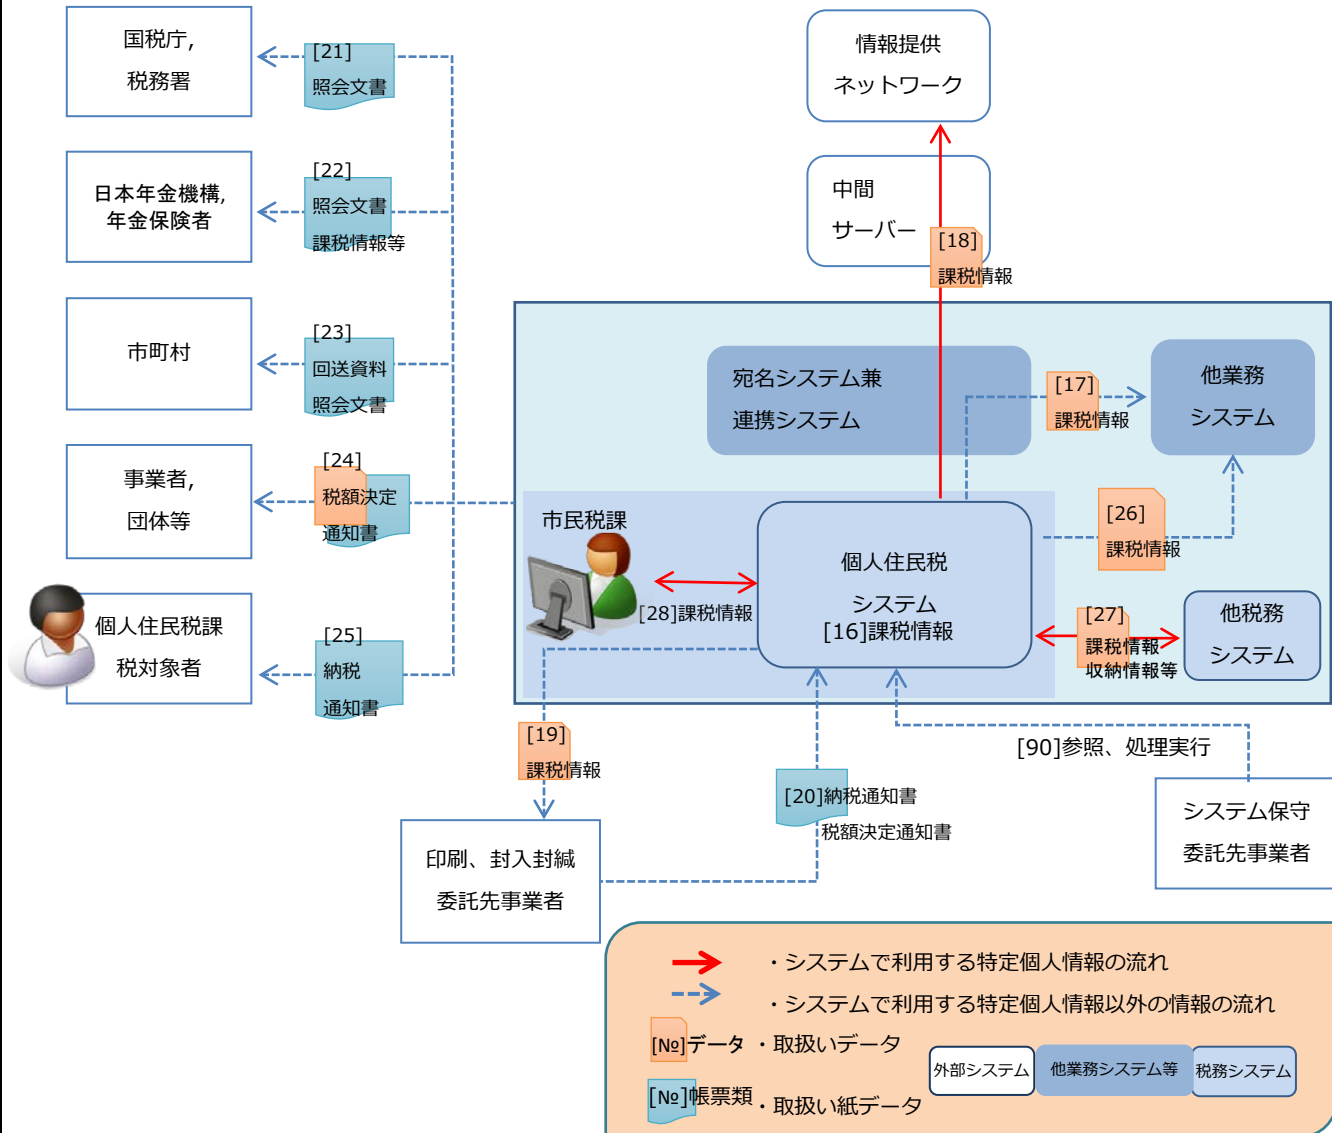 国税庁,
税務署
[21]
照会文書
情報提供
ネットワーク
日本年金機構,
年金保険者
[22]
照会文書
課税情報等
中間
サーバー
[18]
課税情報
市町村
[23]
回送資料
照会文書
宛名システム兼
連携システム
[17]
課税情報
他業務
システム
事業者,
団体等
[24]
税額決定
通知書
市民税課
[26]
課税情報
個人住民税
システム
[16]課税情報
[28]課税情報
[27]
課税情報
収納情報等
他税務
システム
個人住民税課
税対象者
[25]
納税
通知書
[19]
課税情報
[20]納税通知書
税額決定通知書
[90]参照、処理実行
システム保守
委託先事業者
印刷、封入封緘
委託先事業者
・システムで利用する特定個人情報の流れ
・システムで利用する特定個人情報以外の情報の流れ
[№]データ ・取扱いデータ
[№]帳票類 ・取扱い紙データ
外部システム
他業務システム等
税務システム